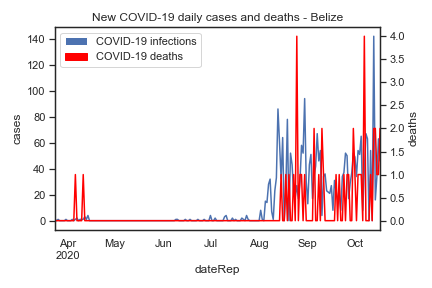 New COVID-19 daily cases and deaths - Belize
COVID-19 infections
COVID-19 deaths
140
120
100
80
60
40
20
0
cases
4.0
3.5
3.0
2.5
2.0
1.5
1.0
0.5
0.0
deaths
Apr May Jun Jul Aug Sep Oct
2020
dateRep